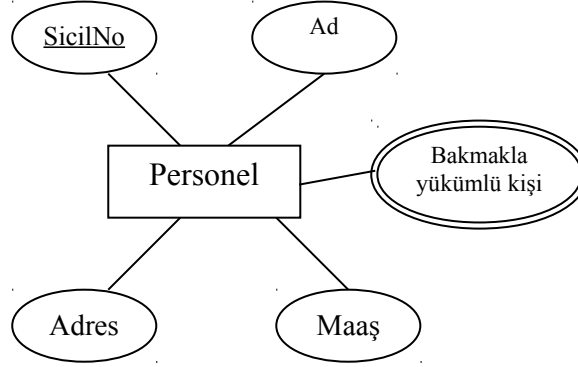 SicilNo
Ad
Personel
Bakmakla
yükümlü kişi
Adres
Maaş